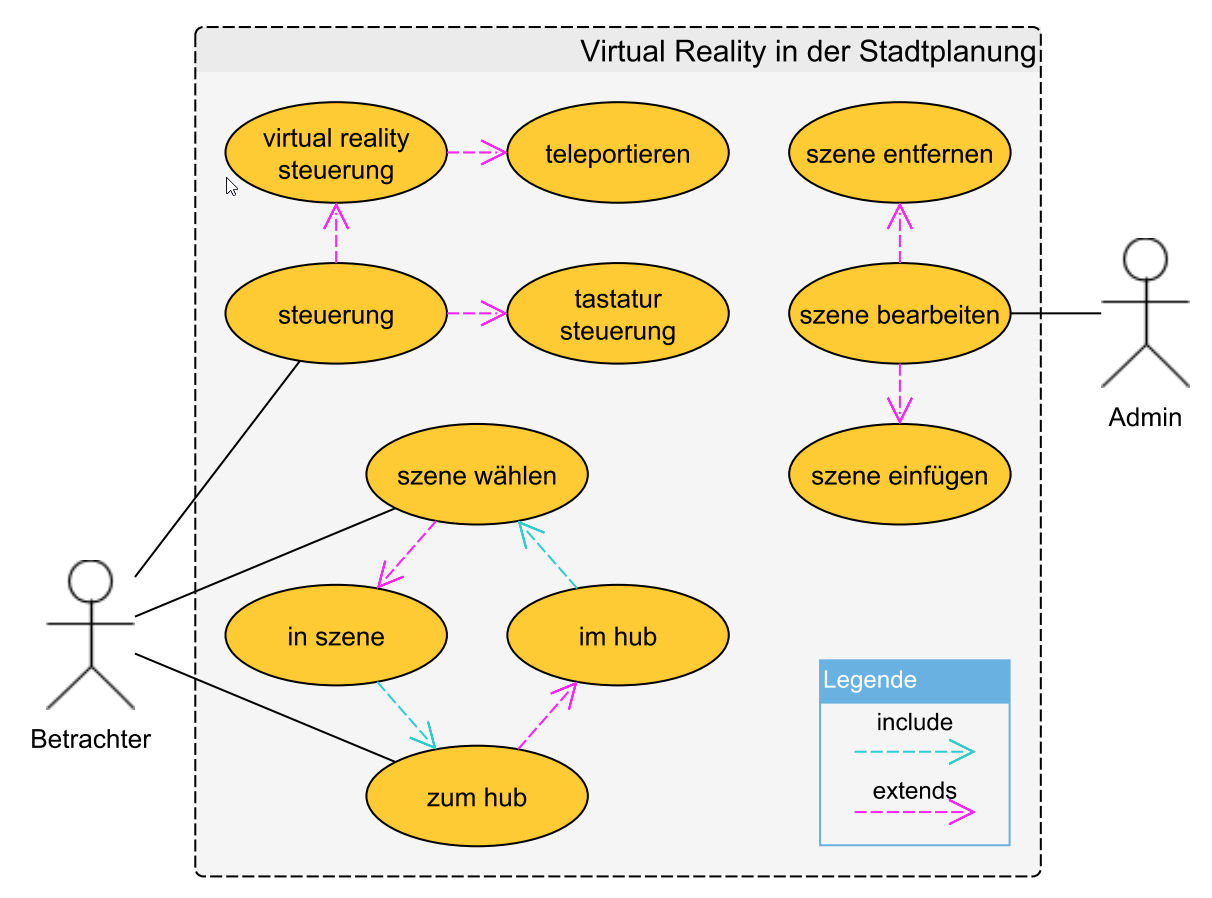 Virtual Reality in der Stadtplanung
virtual reality
steuerung
teleportieren
szene entfernen
steuerung
tastatur
steuerung
szene bearbeiten
Admin
szene wählen
szene einfügen
in szene
im hub
Betrachter
zum hub
Legende
include
extends